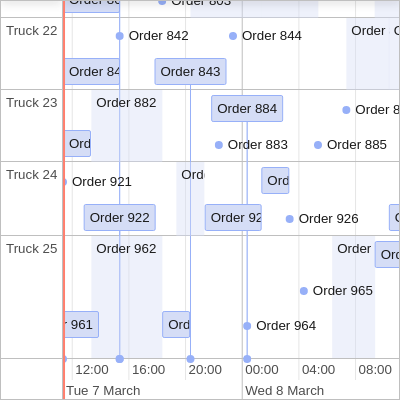 Order 803
Truck 22
Order 842
Order 844
Order
Order 84
Order 843
Truck 23
Order 882
Order 884
Order 8
Ord
Order 883
Order 885
Truck 24
Order 921
Ord
Ord
Order 922
Order 92
Order 926
Truck 25
Order 962
Order
Ord
Order 965
961
Ord
Order 964
12:00 16:00 20:00 00:00 04:00 08:00
Tue 7 March Wed 8 March